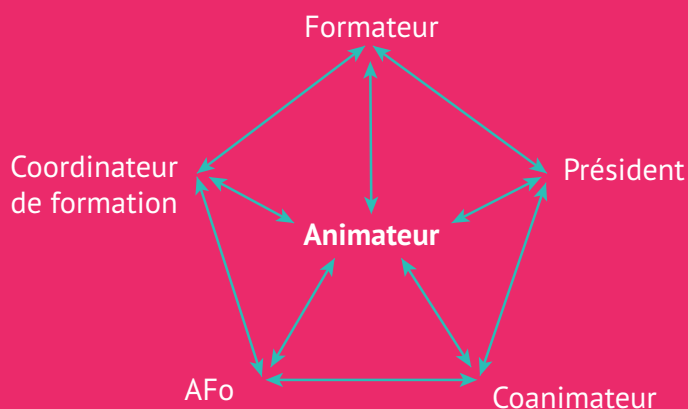 Formateur
Coordinateur
de formation
Président
Animateur
AFo
Coanimateur